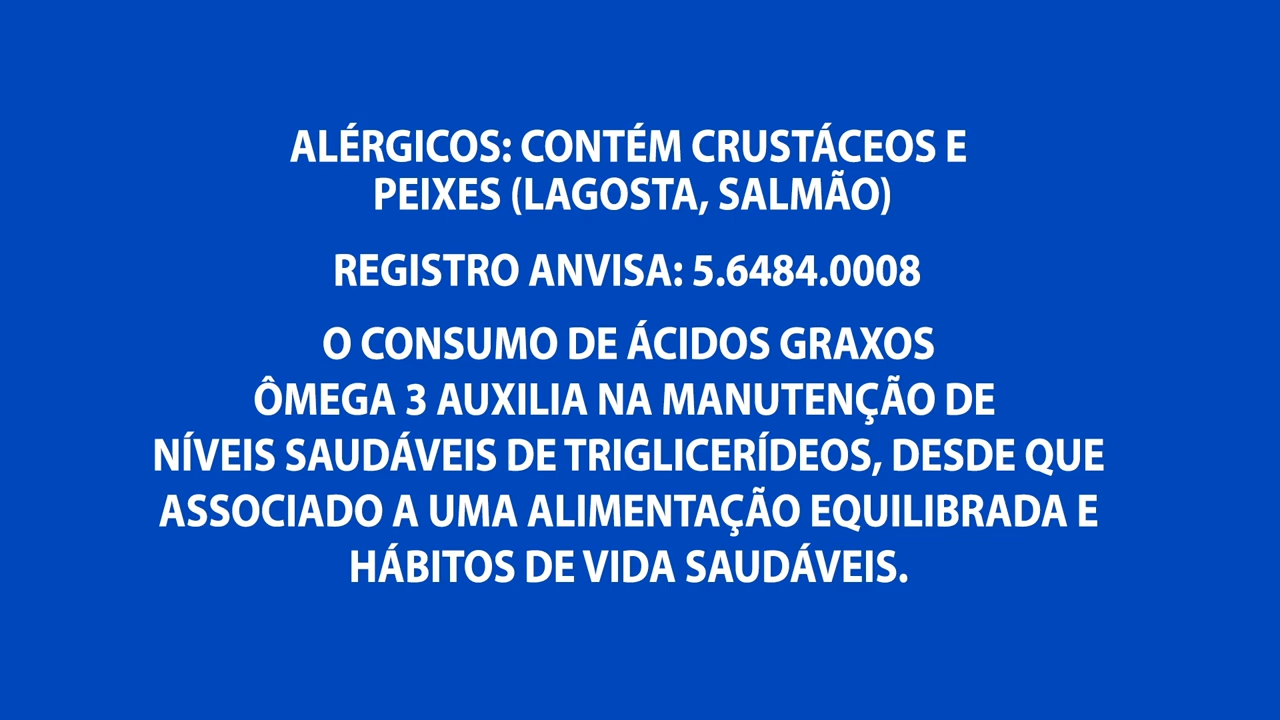 ALÉRGICOS: CONTÉM CRUSTÁCEOS E
PEIXES (LAGOSTA, SALMÃO)
REGISTRO ANVISA: 5.6484.0008
O CONSUMO DE ÁCIDOS GRAXOS
ÔMEGA 3 AUXILIA NA MANUTENÇÃO DE
NÍVEIS SAUDÁVEIS DE TRIGLICERÍDEOS, DESDE QUE
ASSOCIADO A UMA ALIMENTAÇÃO EQUILIBRADA E
HÁBITOS DE VIDA SAUDÁVEIS.